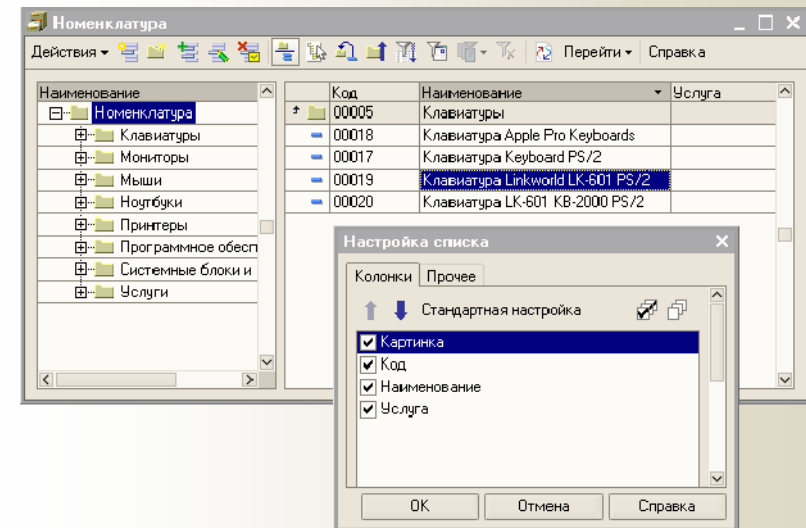 Номенклатура
Действия Перейти Справка
Наименование
Номенклатура
Клавиатуры
Мониторы
Мыши
Ноутбуки
Принтеры
Программное обесп
Системные блоки и
Услуги
Код Наименование Услуга
00005 Клавиатуры
00018 Клавиатура Apple Pro Keyboards
00017 Клавиатура Keyboard PS/2
00019 Клавиатура Linkworld LK-601 PS/2
00020 Клавиатура LK-601 KB-2000 PS/2
Настройка списка
Колонки Прочее
Стандартная настройка
Картинка
Код
Наименование
Услуга
OK Отмена Справка